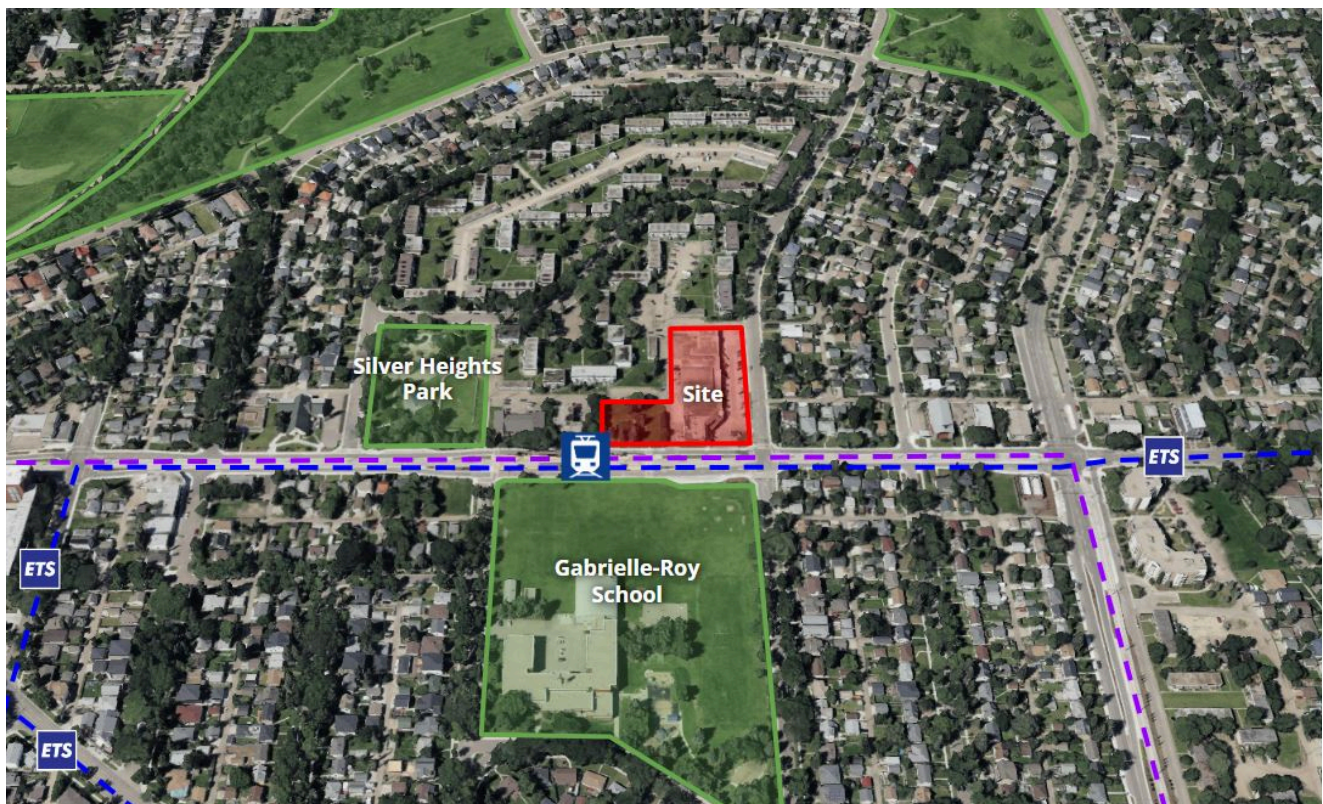 Silver Heights
Park
Site
ETS
Gabrielle-Roy
School
ETS
ETS